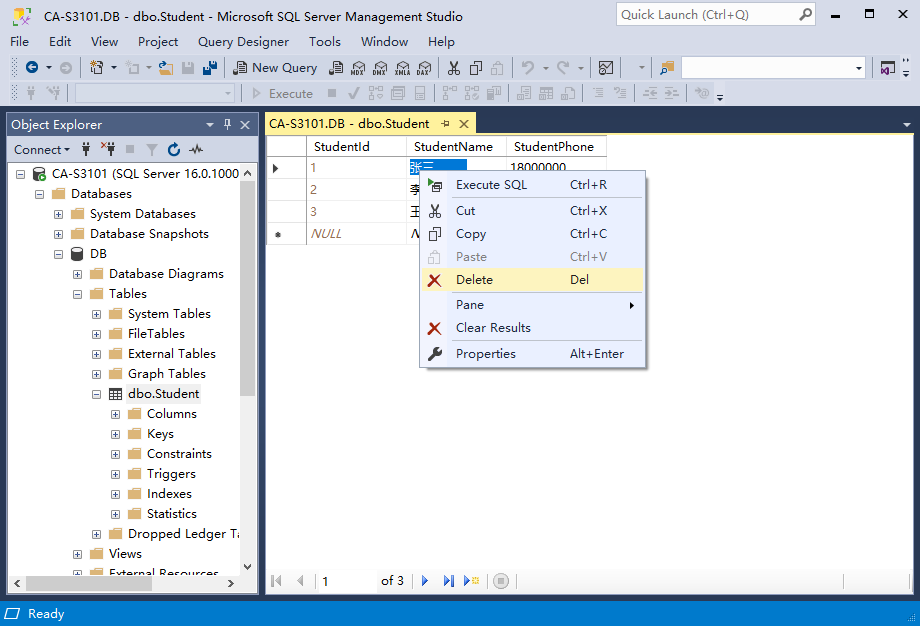 CA-S3101.DB - dbo.Student - Microsoft SQL Server Management Studio
Quick Launch (Ctrl+Q)
File Edit View Project Query Designer Tools Window Help
New Query MDX DMX XMLA DAX
Execute
Object Explorer
Connect
CA-S3101 (SQL Server 16.0.1000
Databases
System Databases
Database Snapshots
DB
Database Diagrams
Tables
System Tables
FileTables
External Tables
Graph Tables
dbo.Student
Columns
Keys
Constraints
Triggers
Indexes
Statistics
Dropped Ledger Ta
Views
External Resources
CA-S3101.DB - dbo.Student
StudentId StudentName StudentPhone
1 张三 18000000
2 李
3 王
NULL N
Execute SQL Ctrl+R
Cut Ctrl+X
Copy Ctrl+C
Paste Ctrl+V
Delete Del
Pane
Clear Results
Properties Alt+Enter
1 of 3
Ready